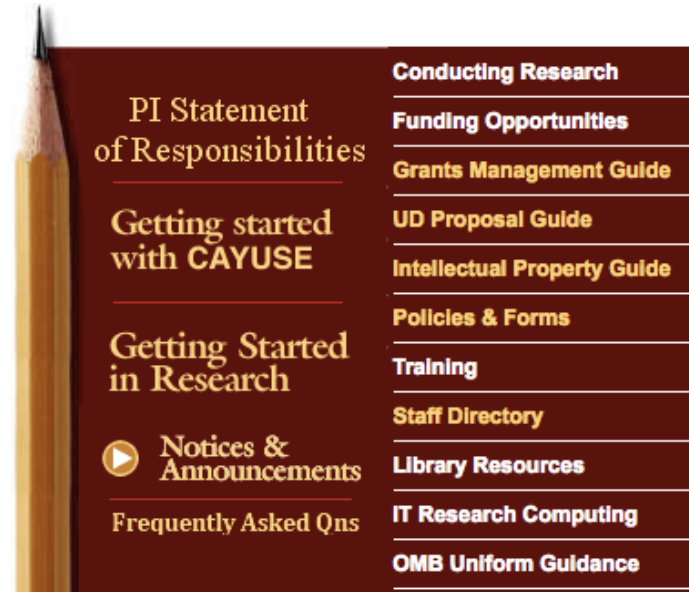 PI Statement
of Responsibilities
Getting started
with CAYUSE
Getting Started
in Research
Notices &
Announcements
Frequently Asked Qns
Conducting Research
Funding Opportunities
Grants Management Guide
UD Proposal Guide
Intellectual Property Guide
Policies & Forms
Training
Staff Directory
Library Resources
IT Research Computing
OMB Uniform Guidance